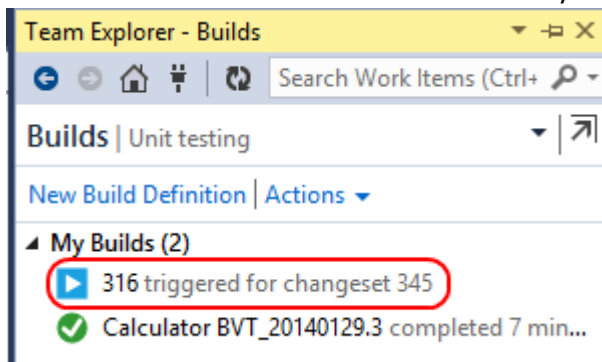 Team Explorer - Builds
Search Work Items (Ctrl+
Builds | Unit testing
New Build Definition | Actions
My Builds (2)
316 triggered for changeset 345
Calculator BVT_20140129.3 completed 7 min...